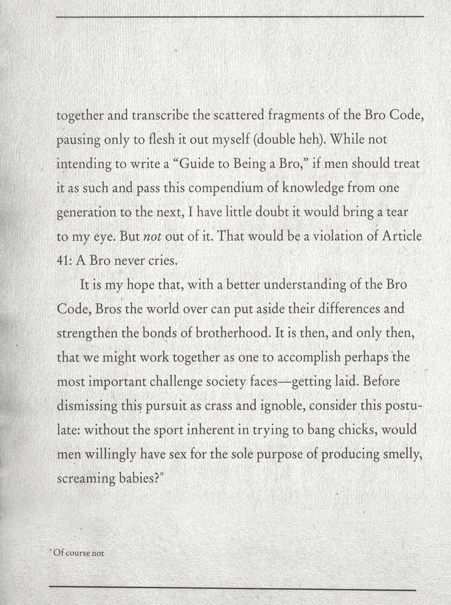 together and transcribe the scattered fragments of the Bro Code,
pausing only to flesh it out myself (double heh). While not
intending to write a “Guide to Being a Bro,” if men should treat
it as such and pass this compendium of knowledge from one
generation to the next, I have little doubt it would bring a tear
to my eye. But not out of it. That would be a violation of Article
41: A Bro never cries.
It is my hope that, with a better understanding of the Bro
Code, Bros the world over can put aside their differences and
strengthen the bonds of brotherhood. It is then, and only then,
that we might work together as one to accomplish perhaps the
most important challenge society faces—getting laid. Before
dismissing this pursuit as crass and ignoble, consider this postu-
late: without the sport inherent in trying to bang chicks, would
men willingly have sex for the sole purpose of producing smelly,
screaming babies?*
*Of course not